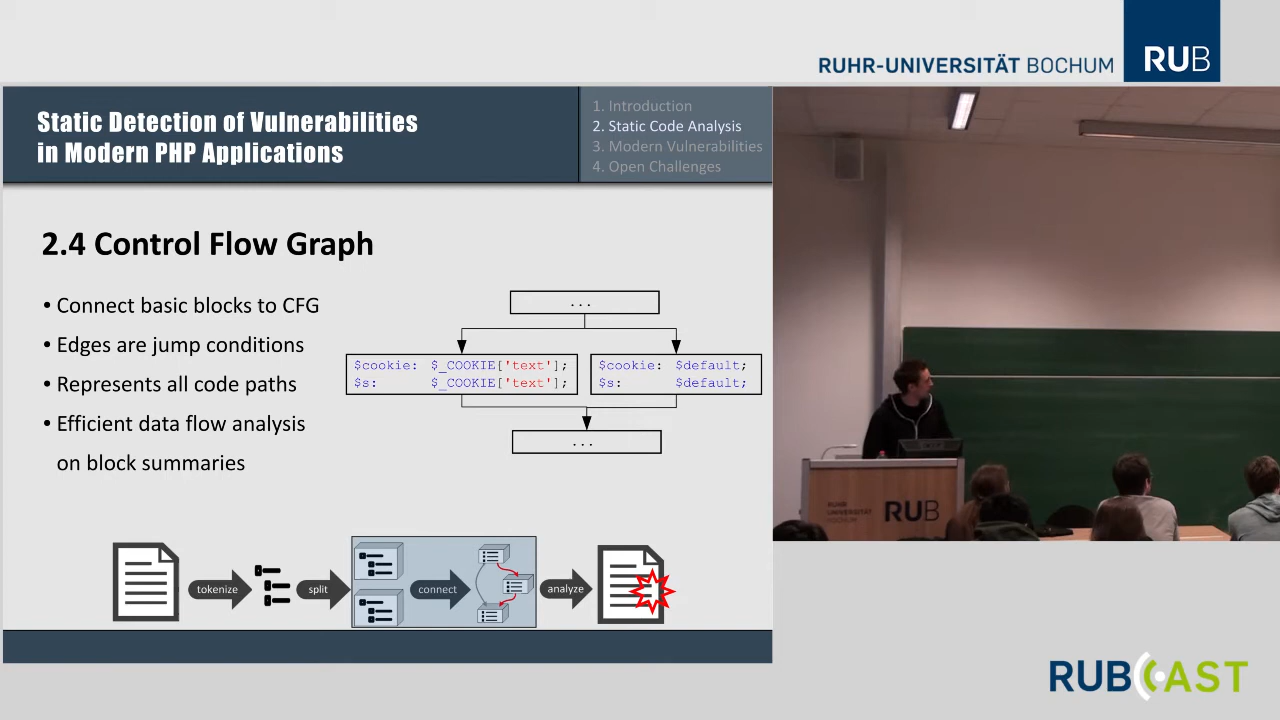 RUHR-UNIVERSITÄT BOCHUM
RUB
Static Detection of Vulnerabilities
in Modern PHP Applications
1. Introduction
2. Static Code Analysis
3. Modern Vulnerabilities
4. Open Challenges
2.4 Control Flow Graph
• Connect basic blocks to CFG
• Edges are jump conditions
• Represents all code paths
• Efficient data flow analysis
on block summaries
...
$cookie: $_COOKIE['text'];
$s: $_COOKIE['text'];
$cookie: $default;
$s: $default;
...
tokenize
split
connect
analyze
RUHR
UNIVERSITÄT
BOCHUM
RUB
RUBCAST